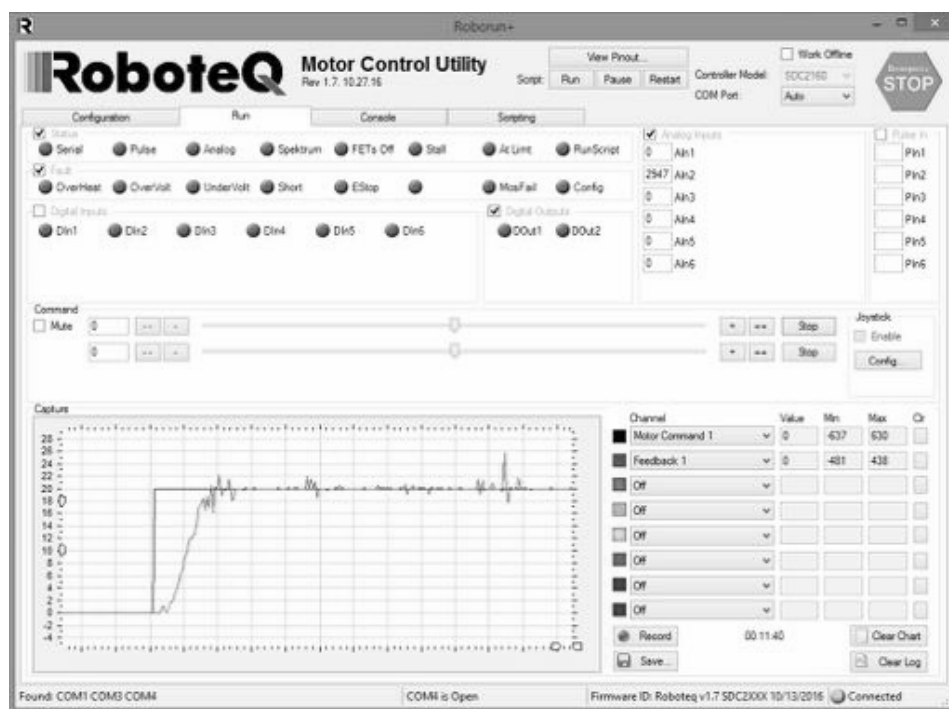 Roborun+
RoboteQ
Motor Control Utility
Rev 1.7. 10.27.16
View Pinout...
Script: Run Pause Restart
Work Offline
Controller Model: SDC2160
COM Port: Auto
Emergency
STOP
Configuration Run Console Scripting
Status
Serial Pulse Analog Spektrum FETs Off Stall At Limt RunScript
Fault
OverHeat OverVolt UnderVolt Short EStop MosFail Config
Digital Inputs
DIn1 DIn2 DIn3 DIn4 DIn5 DIn6
Digital Outputs
DOut1 DOut2
Analog Inputs
0 AIn1
2947 AIn2
0 AIn3
0 AIn4
0 AIn5
0 AIn6
Pulse In
PIn1
PIn2
PIn3
PIn4
PIn5
PIn6
Command
Mute 0 -- - + ++ Stop
0 -- - + ++ Stop
Joystick
Enable
Config...
Capture
28
26
24
22
20
18
16
14
12
10
8
6
4
2
0
-2
-4
Channel Value Min Max Clr
Motor Command 1 0 -637 630
Feedback 1 0 -481 438
Off
Off
Off
Off
Off
Off
Record 00:11:40 Clear Chart
Save... Clear Log
Found: COM1 COM3 COM4
COM4 is Open
Firmware ID: Roboteq v1.7 SDC2XXX 10/13/2016
Connected